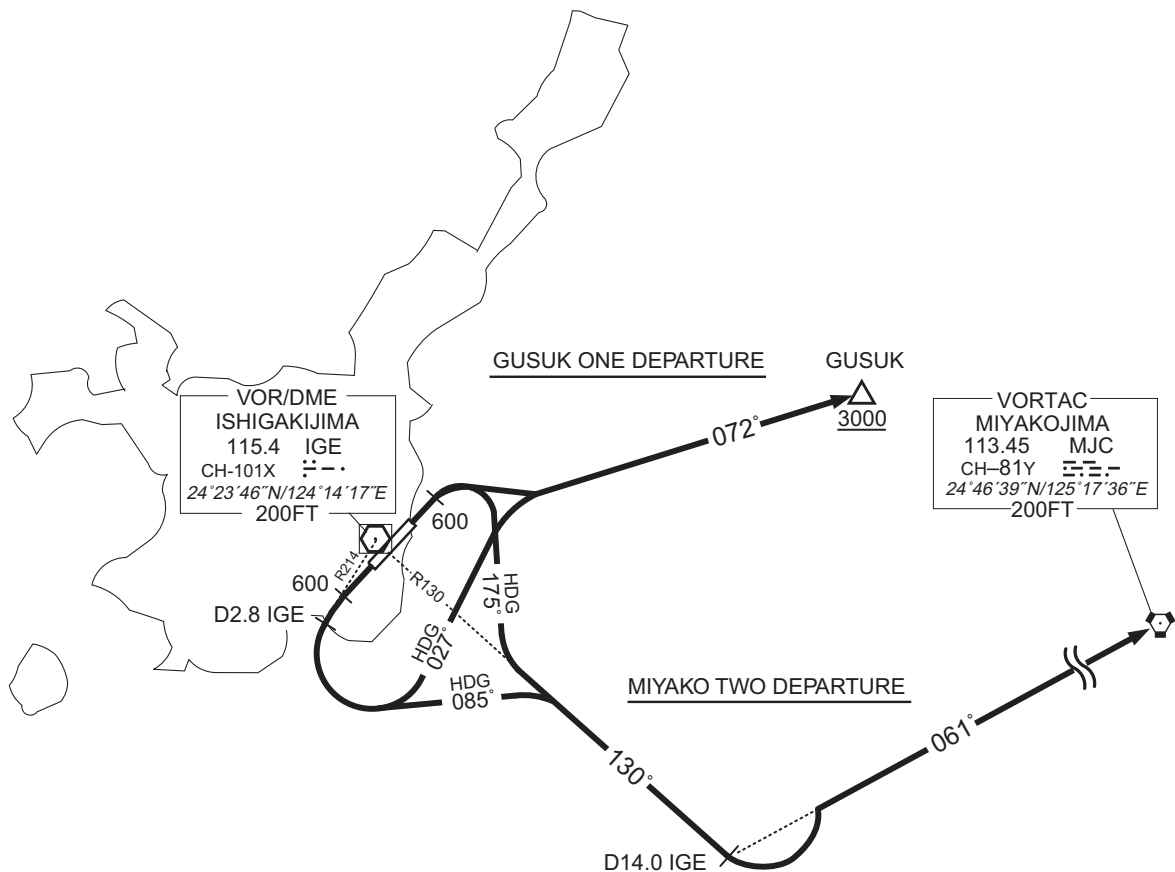 GUSUK ONE DEPARTURE
GUSUK
3000
072°
VOR/DME
ISHIGAKIJIMA
115.4 IGE
CH-101X
24°23′46″N/124°14′17″E
200FT
VORTAC
MIYAKOJIMA
113.45 MJC
CH–81Y
24°46′39″N/125°17′36″E
200FT
600
R214
600
R130
D2.8 IGE
HDG
175°
HDG
027°
HDG
085°
MIYAKO TWO DEPARTURE
130°
061°
D14.0 IGE